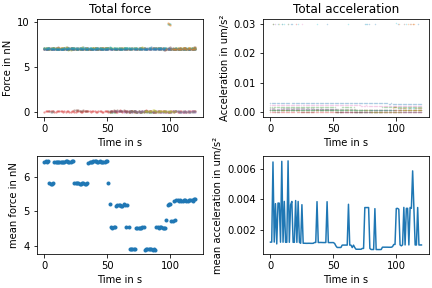 Total force
Total acceleration
Force in nN
10
5
0
0
50
100
Time in s
Acceleration in um/s²
0.03
0.02
0.01
0.00
0
50
100
Time in s
mean force in nN
6
5
4
0
50
100
Time in s
mean acceleration in um/s²
0.006
0.004
0.002
0
50
100
Time in s